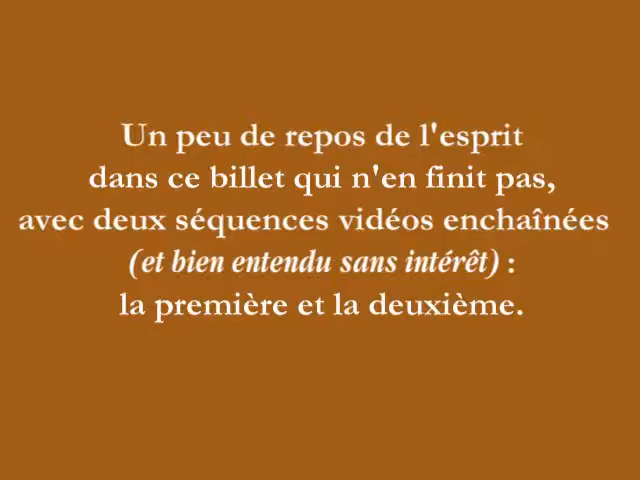 Un peu de repos de l'esprit
dans ce billet qui n'en finit pas,
avec deux séquences vidéos enchaînées
(et bien entendu sans intérêt) :
la première et la deuxième.